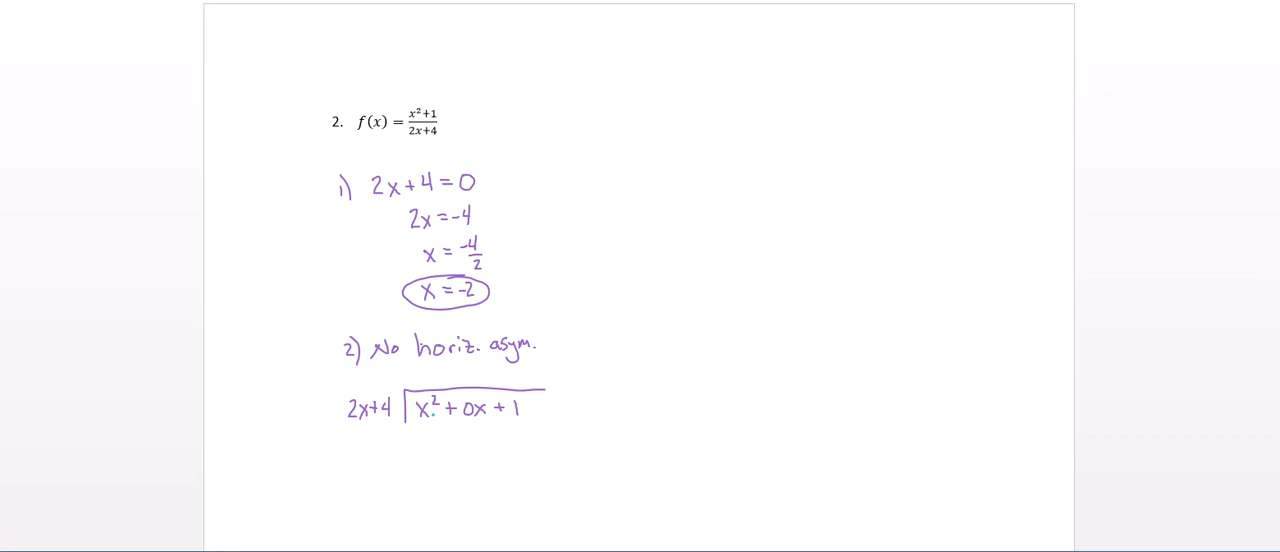 2. f(x) = x²+1 / 2x+4
1) 2x + 4 = 0
2x = -4
x = -4/2
x = -2
2) No horiz. asym.
2x+4 x² + 0x + 1